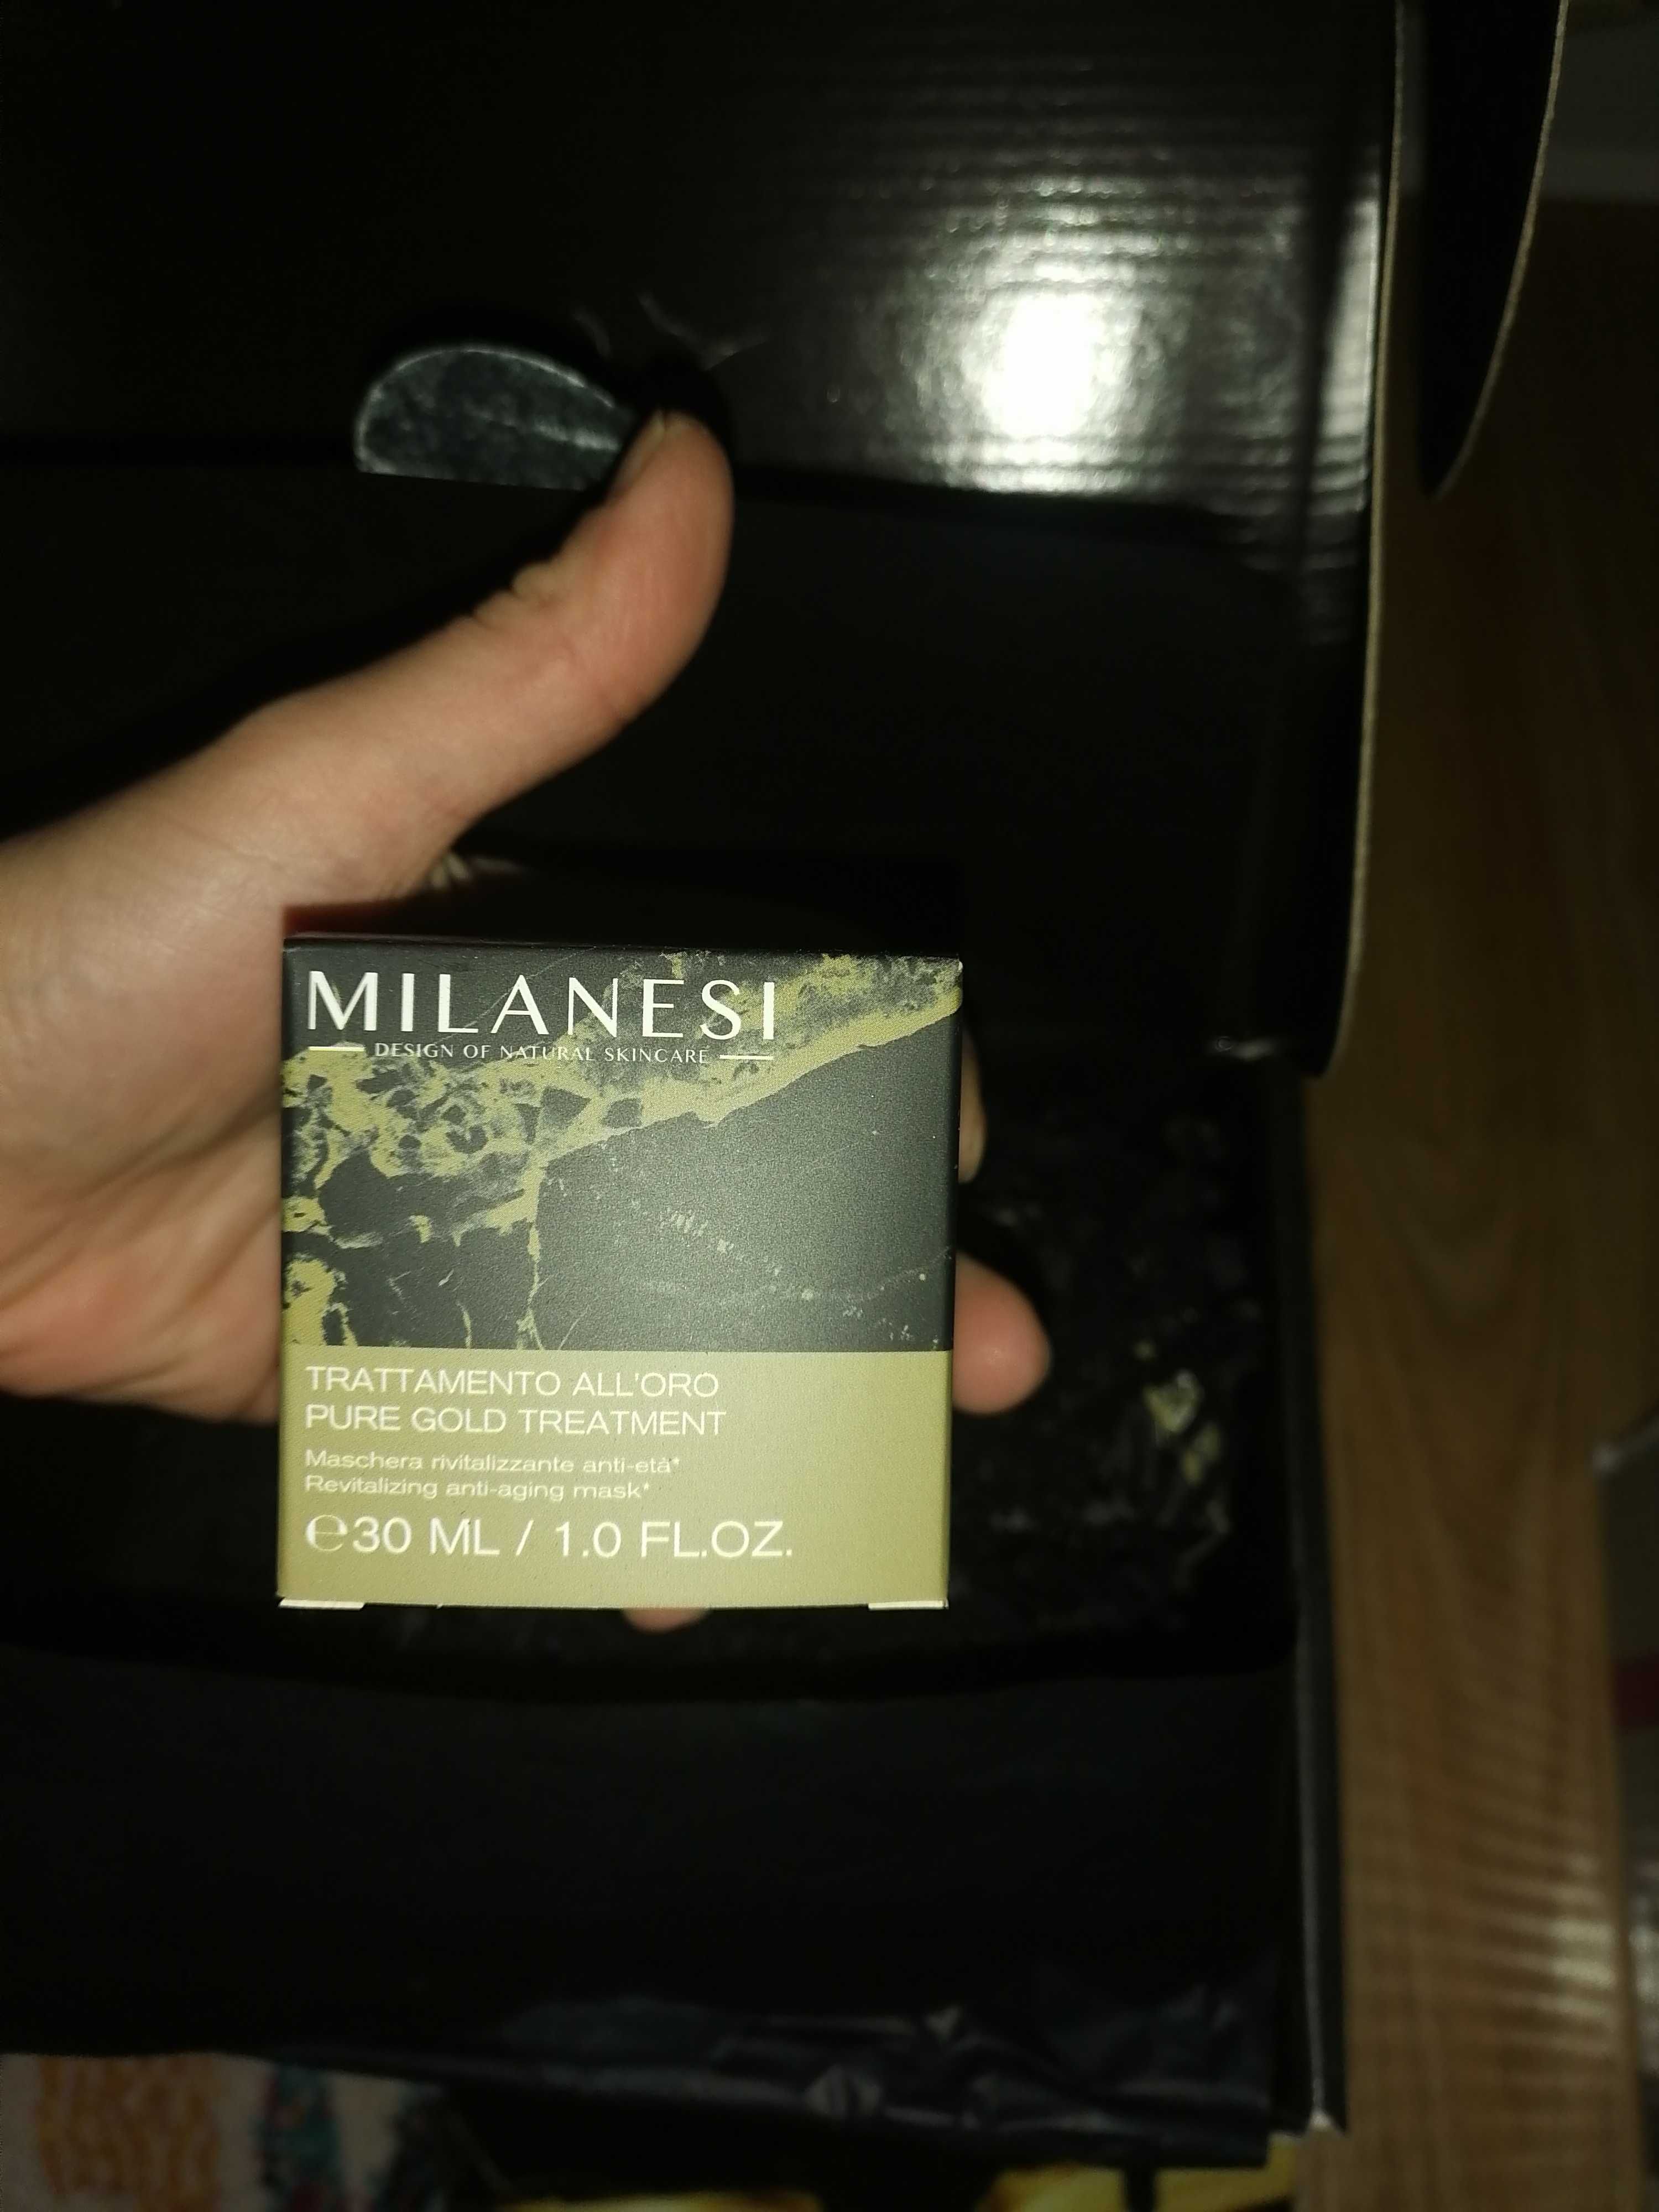 MILANESI
DESIGN OF NATURAL SKINCARE
TRATTAMENTO ALL'ORO
PURE GOLD TREATMENT
Maschera rivitalizzante anti-età*
Revitalizing anti-aging mask*
℮30 ML / 1.0 FL.OZ.